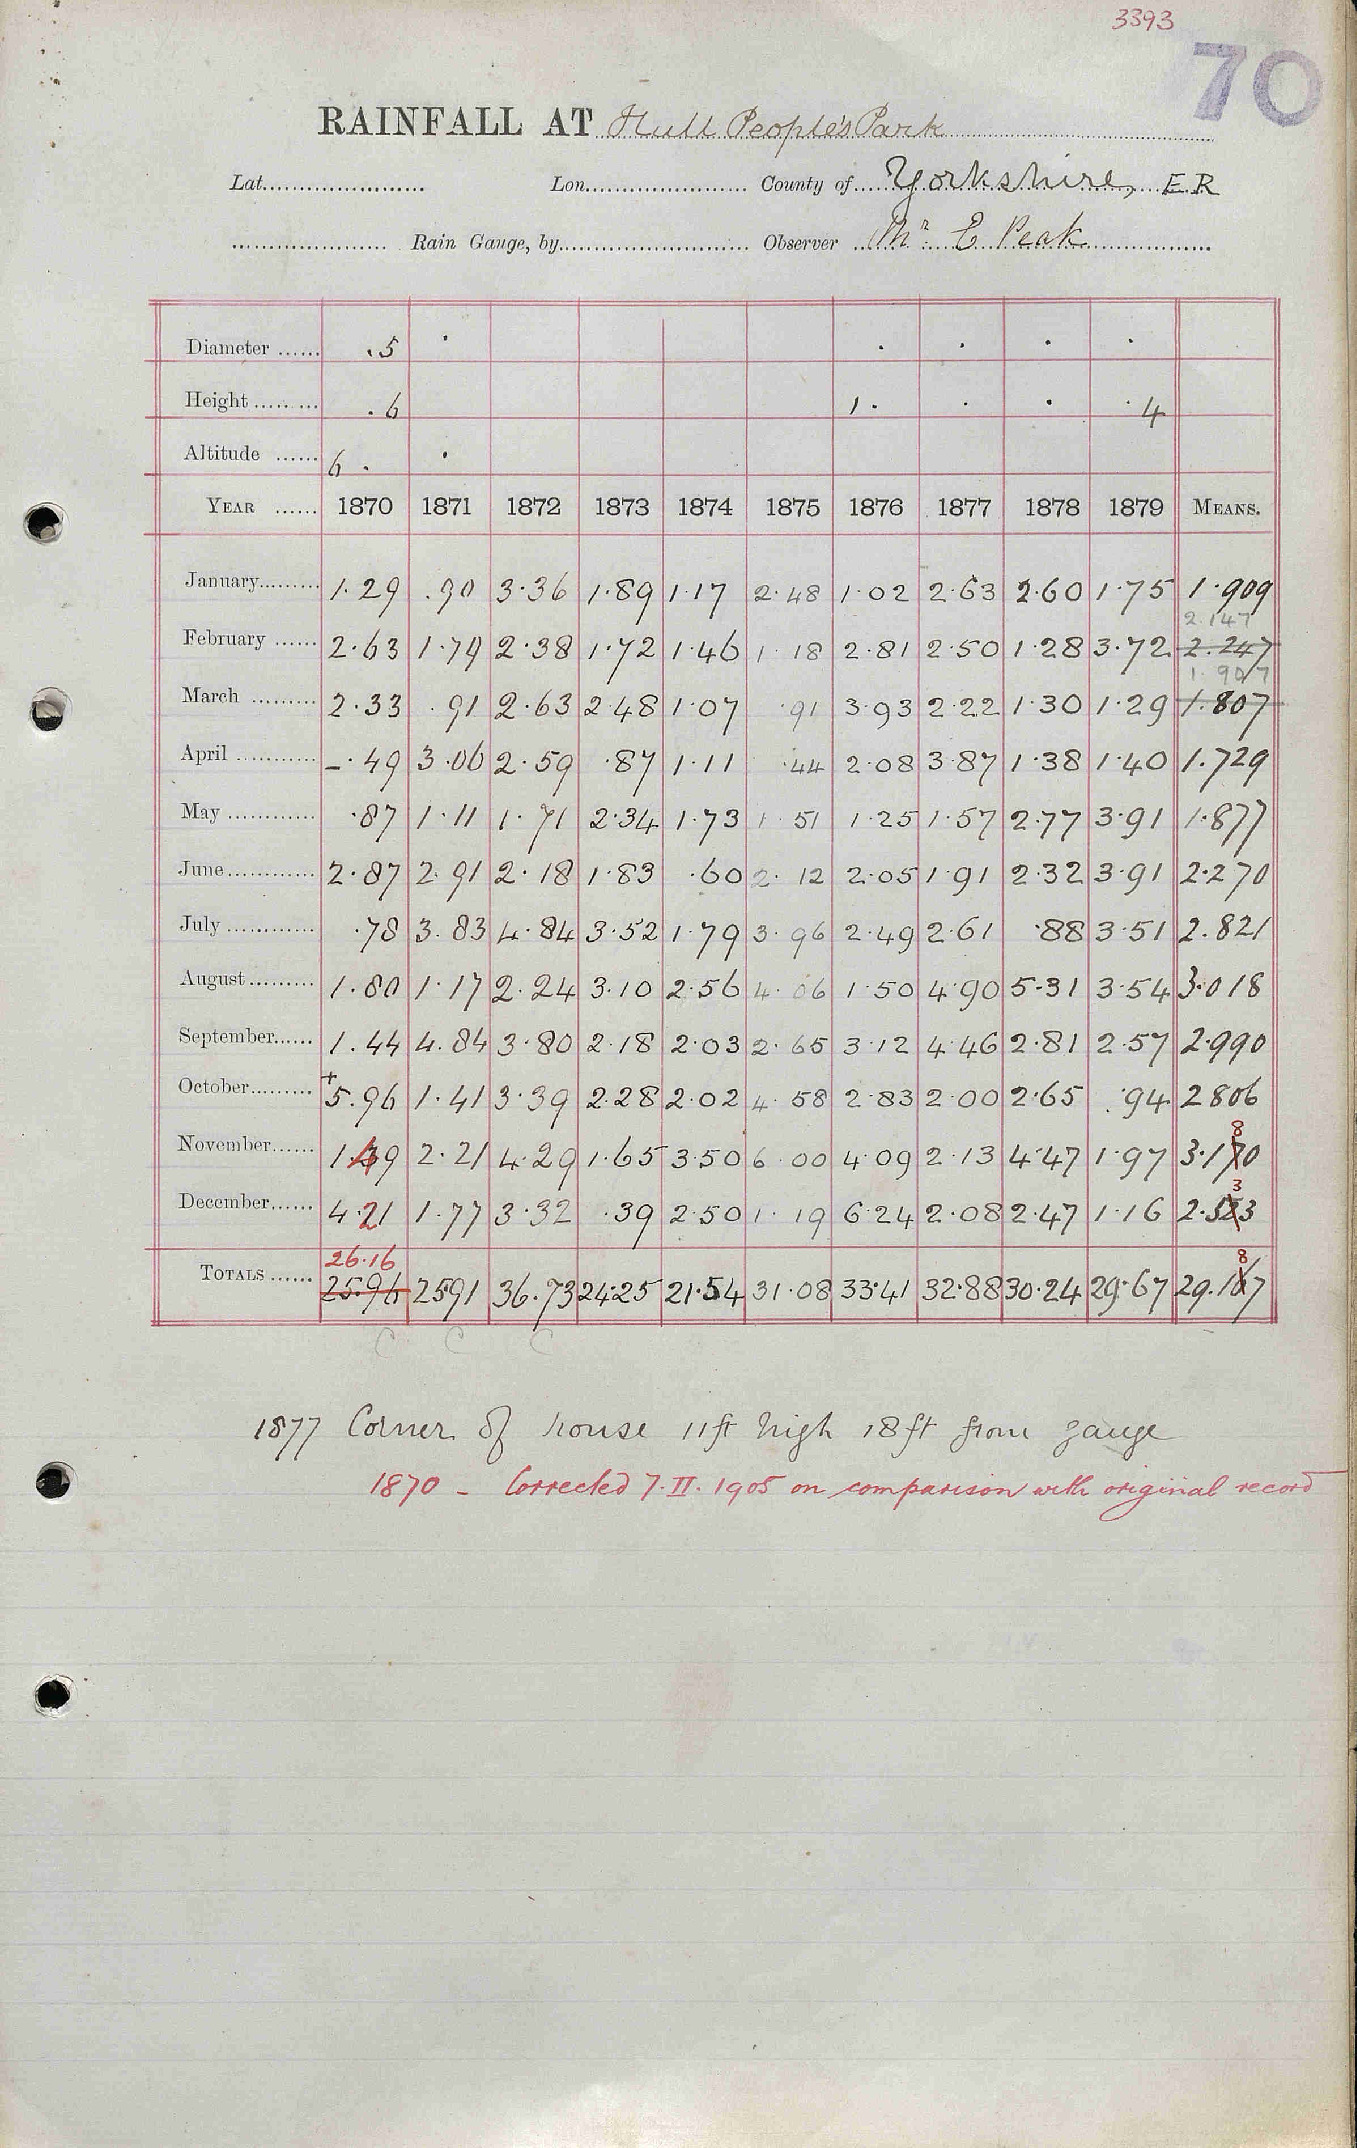 3393
70
RAINFALL AT Hull People's Park
Lat. Lon. County of Yorkshire, E R
Rain Gauge, by Observer Mr E Peak
Diameter .5
Height .6 1 . 4
Altitude 6 .
YEAR 1870 1871 1872 1873 1874 1875 1876 1877 1878 1879 MEANS.
January 1.29 .90 3.36 1.89 1.17 2.48 1.02 2.63 2.60 1.75 1.909
2.147
February 2.63 1.79 2.38 1.72 1.46 1.18 2.81 2.50 1.28 3.72 2.247
1.907
March 2.33 .91 2.63 2.48 1.07 .91 3.93 2.22 1.30 1.29 1.807
April -.49 3.06 2.59 .87 1.11 .44 2.08 3.87 1.38 1.40 1.729
May .87 1.11 1.71 2.34 1.73 1.51 1.25 1.57 2.77 3.91 1.877
June 2.87 2.91 2.18 1.83 .60 2.12 2.05 1.91 2.32 3.91 2.270
July .78 3.83 4.84 3.52 1.79 3.96 2.49 2.61 .88 3.51 2.821
August 1.80 1.17 2.24 3.10 2.56 4.06 1.50 4.90 5.31 3.54 3.018
September 1.44 4.84 3.80 2.18 2.03 2.65 3.12 4.46 2.81 2.57 2.990
October +5.96 1.41 3.39 2.28 2.02 4.58 2.83 2.00 2.65 .94 2806
8
November 2.21 4.29 1.65 3.50 6.00 4.09 2.13 4.47 1.97 3.170
3
December 4.21 1.77 3.32 .39 2.50 1.19 6.24 2.08 2.47 1.16
26.16 8
TOTALS 25.96 2591 36.73 24.25 21.54 31.08 33.41 32.88 30.24 29.67 29.167
C C C
1877 Corner of house 11ft high 18ft from gauge
1870 - Corrected 7.II.1905 on comparison with original record